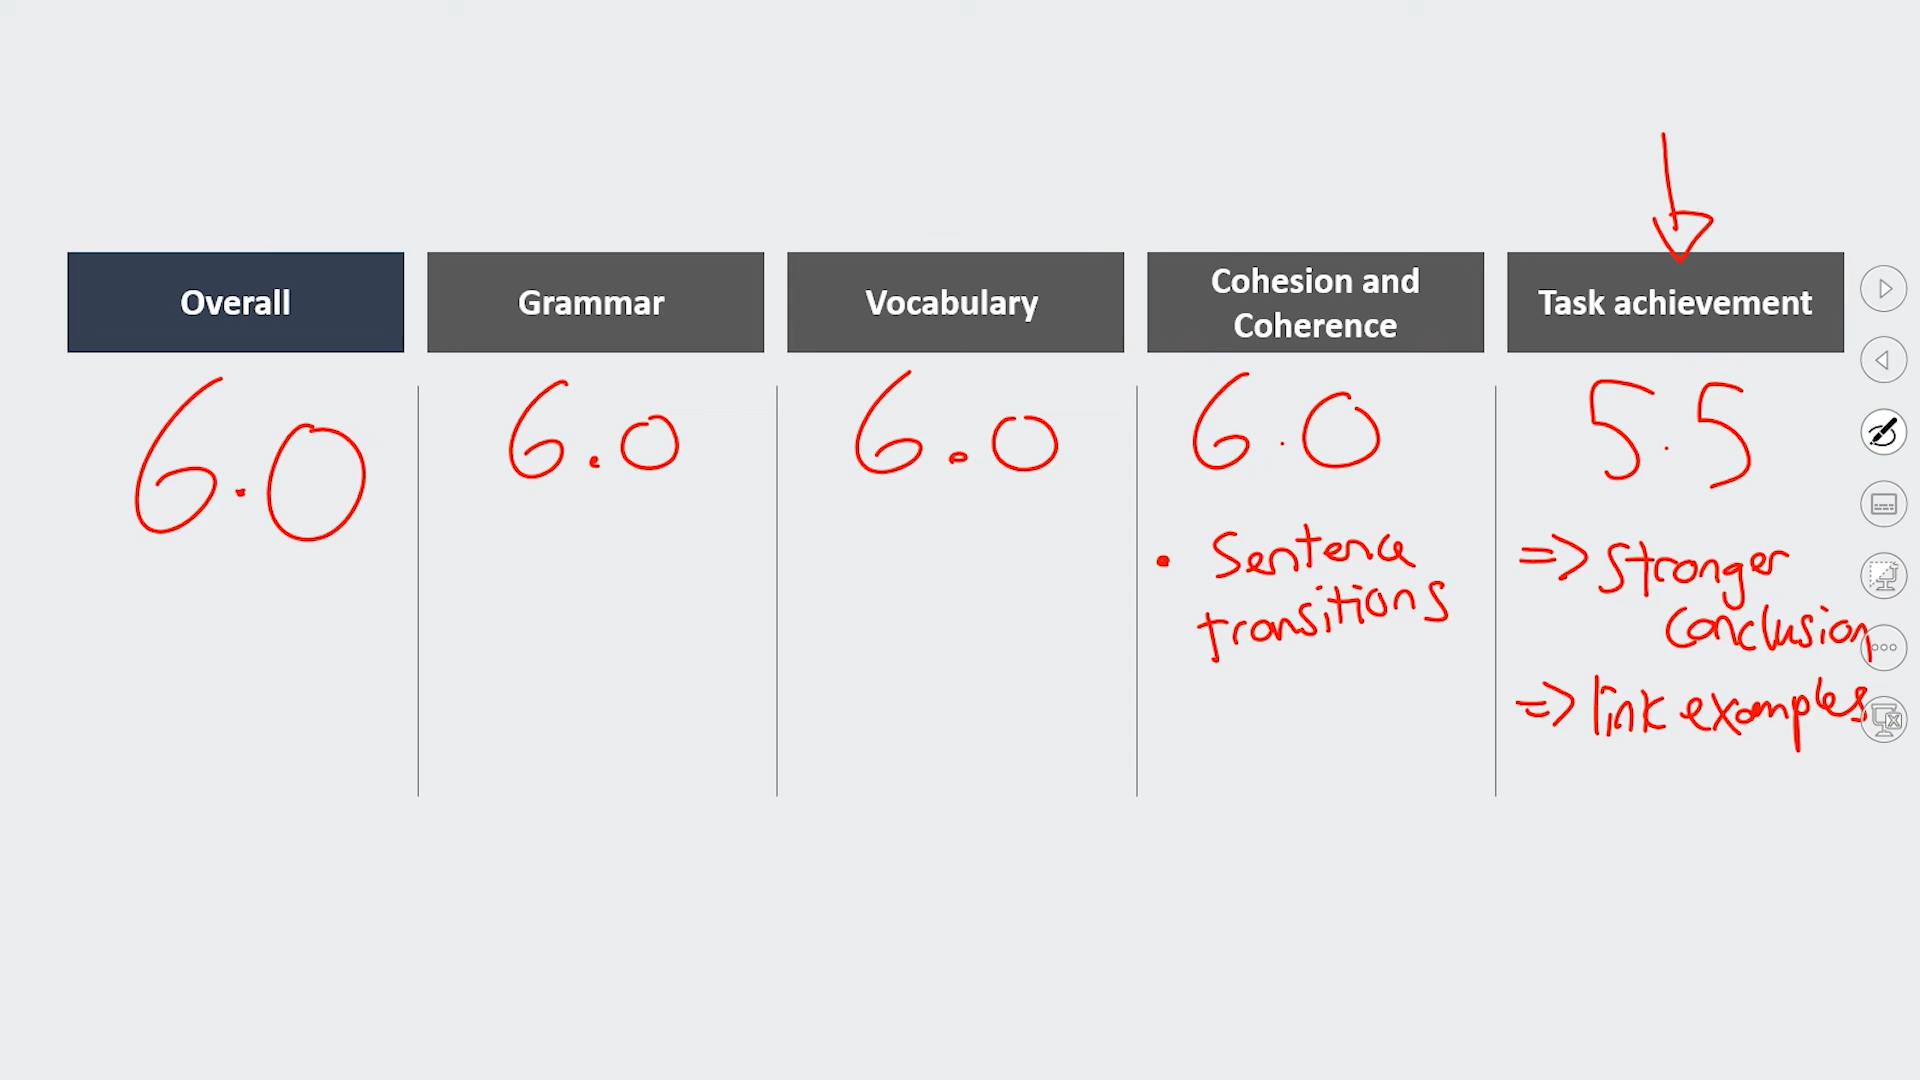 Overall
Grammar
Vocabulary
Cohesion and
Coherence
Task achievement
6.0
6.0
6.0
6.0
5.5
• Sentence
transitions
=> Stronger
Conclusion
=> link examples